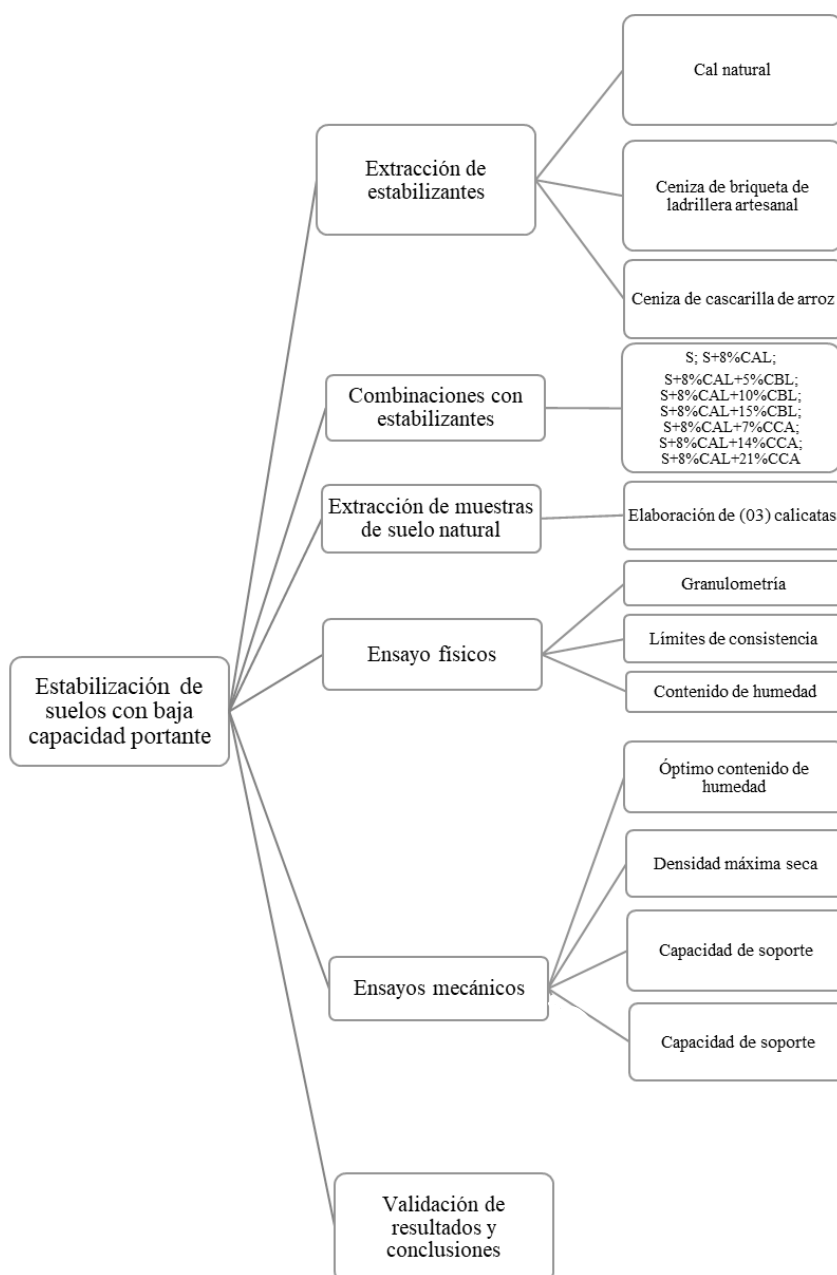 Estabilización de
suelos con baja
capacidad portante
Extracción de
estabilizantes
Cal natural
Ceniza de briqueta de
ladrillera artesanal
Ceniza de cascarilla de arroz
Combinaciones con
estabilizantes
S; S+8%CAL;
S+8%CAL+5%CBL;
S+8%CAL+10%CBL;
S+8%CAL+15%CBL;
S+8%CAL+7%CCA;
S+8%CAL+14%CCA;
S+8%CAL+21%CCA
Extracción de muestras
de suelo natural
Elaboración de (03) calicatas
Ensayo físicos
Granulometría
Límites de consistencia
Contenido de humedad
Ensayos mecánicos
Óptimo contenido de
humedad
Densidad máxima seca
Capacidad de soporte
Capacidad de soporte
Validación de
resultados y
conclusiones